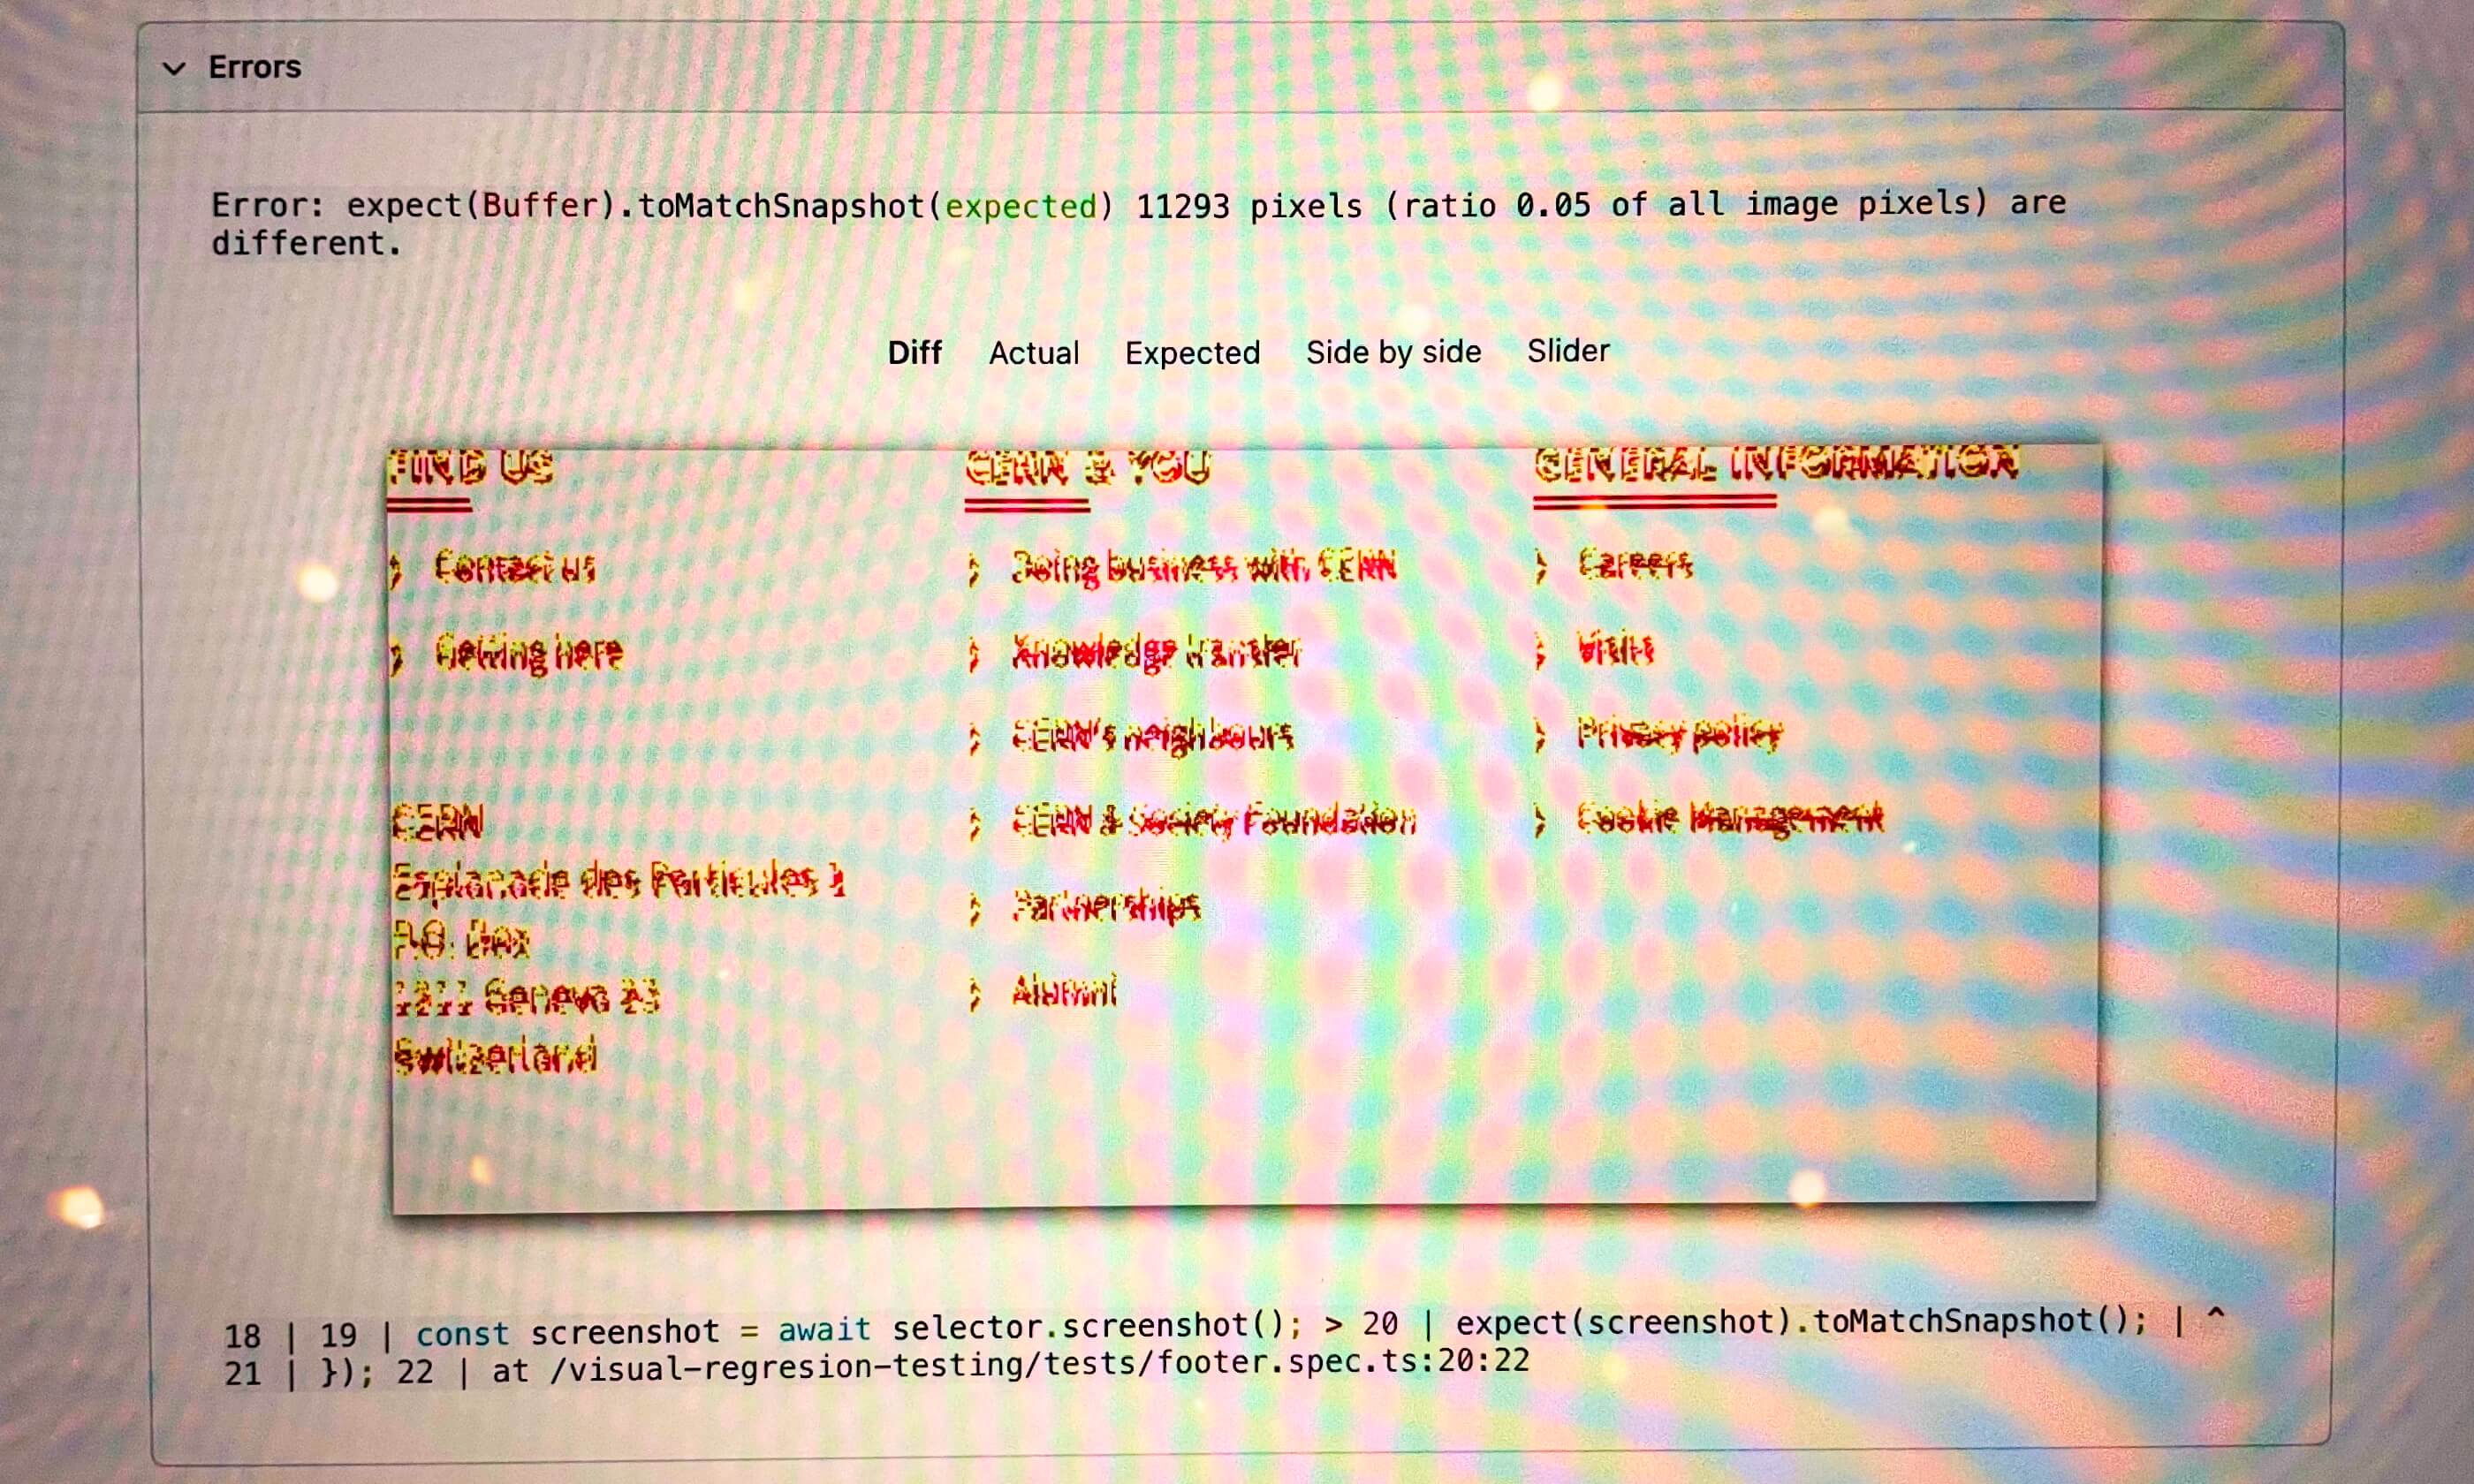 Errors
Error: expect(Buffer).toMatchSnapshot(expected) 11293 pixels (ratio 0.05 of all image pixels) are
different.
Diff Actual Expected Side by side Slider
FIND US
CERN & YOU
GENERAL INFORMATION
Contact us
Doing business with CERN
Careers
Getting here
Knowledge transfer
Visits
CERN's neighbours
Privacy policy
CERN
CERN & Society Foundation
Cookie Management
Esplanade des Particules 1
Partnerships
P.O. Box
1211 Geneva 23
Alumni
Switzerland
18 | 19 | const screenshot = await selector.screenshot(); > 20 | expect(screenshot).toMatchSnapshot(); | ^
21 | }); 22 | at /visual-regresion-testing/tests/footer.spec.ts:20:22